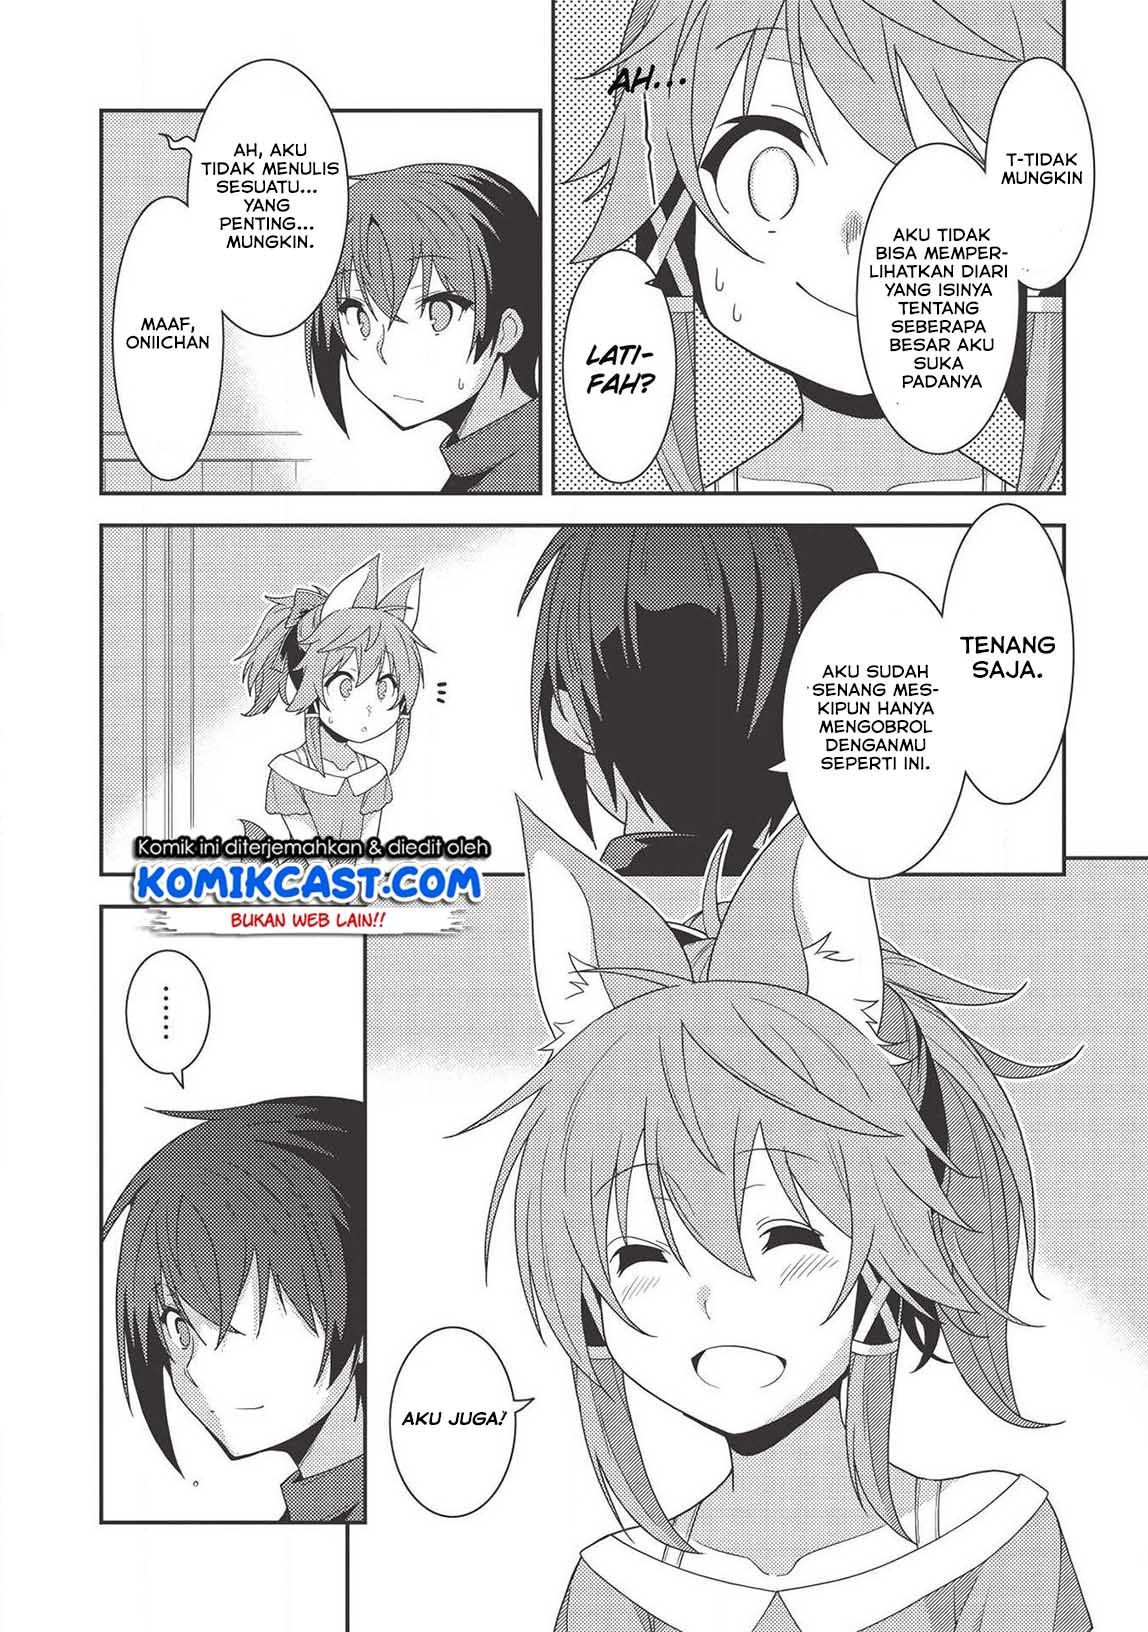 AH...
T-TIDAK
MUNGKIN
AKU TIDAK
BISA MEMPER-
LIHATKAN DIARI
YANG ISINYA
TENTANG
SEBERAPA
BESAR AKU
SUKA
PADANYA
LATI-
FAH?
AH, AKU
TIDAK MENULIS
SESUATU...
YANG
PENTING...
MUNGKIN.
MAAF,
ONIICHAN
TENANG
SAJA.
AKU SUDAH
SENANG MES-
KIPUN HANYA
MENGOBROL
DENGANMU
SEPERTI INI.
Komik ini diterjemahkan & diedit oleh
KOMIKCAST.COM
BUKAN WEB LAIN!!
......
AKU JUGA!